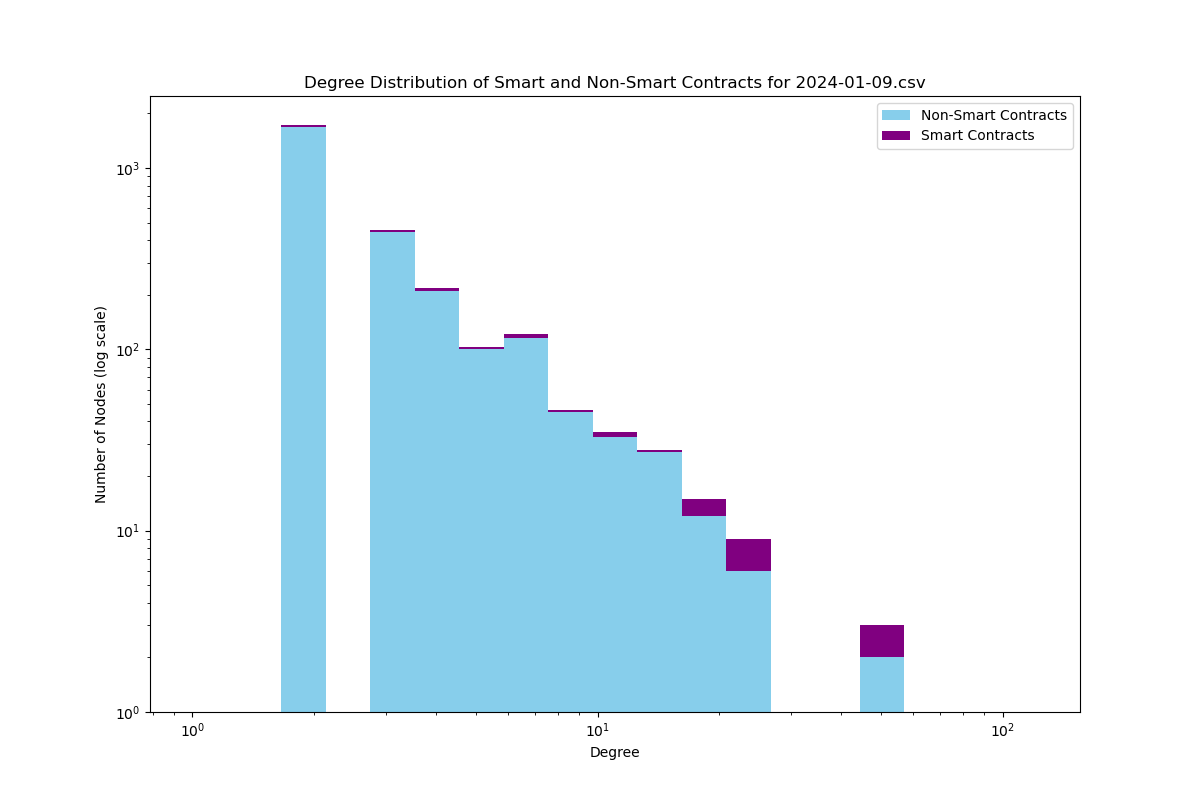 Degree Distribution of Smart and Non-Smart Contracts for 2024-01-09.csv
Non-Smart Contracts
Smart Contracts
Number of Nodes (log scale)
10³
10²
10¹
10⁰
10⁰ 10¹ 10²
Degree